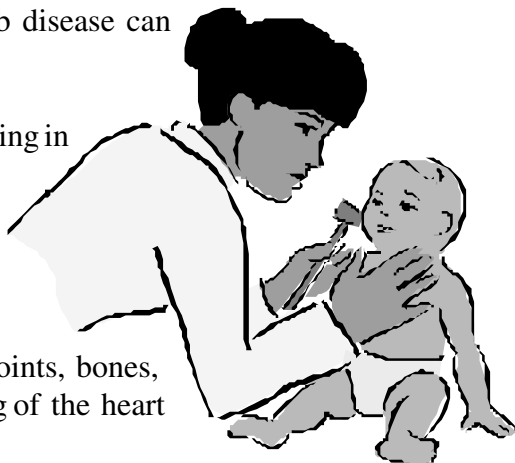 b disease can
ing in
oints, bones,
g of the heart